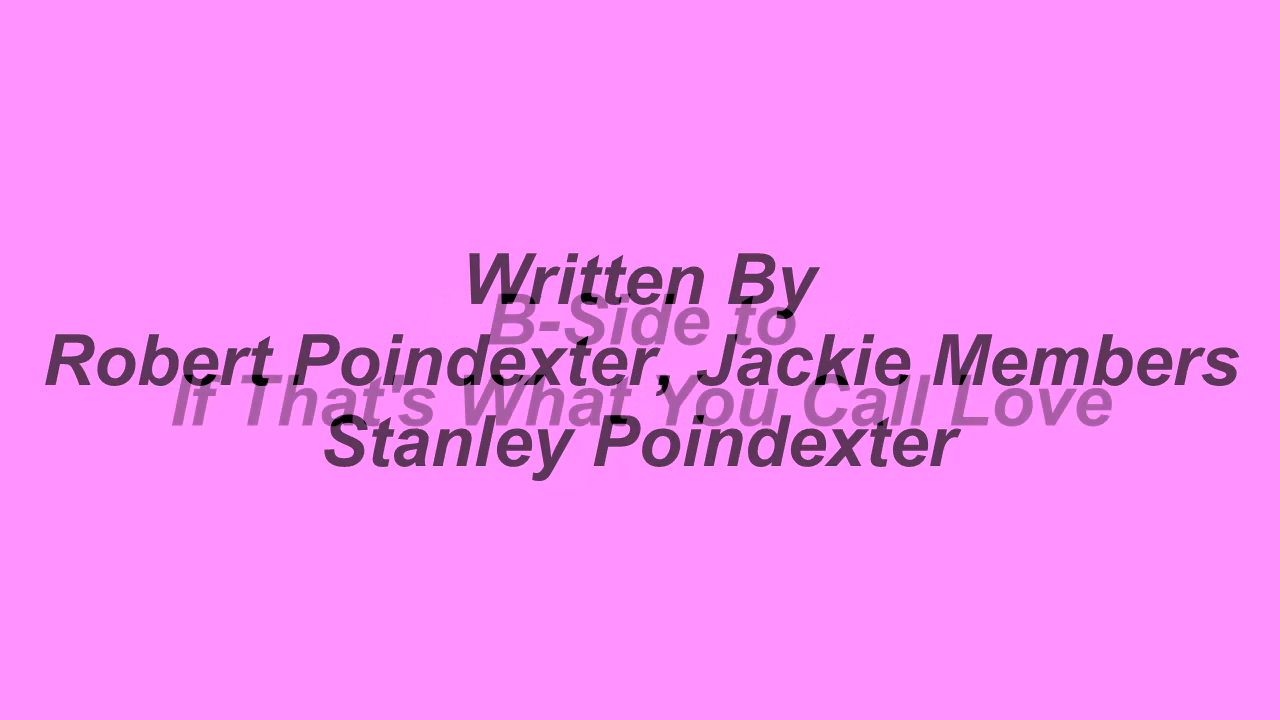 Written By
B-Side to
Robert Poindexter, Jackie Members
If That's What You Call Love
Stanley Poindexter